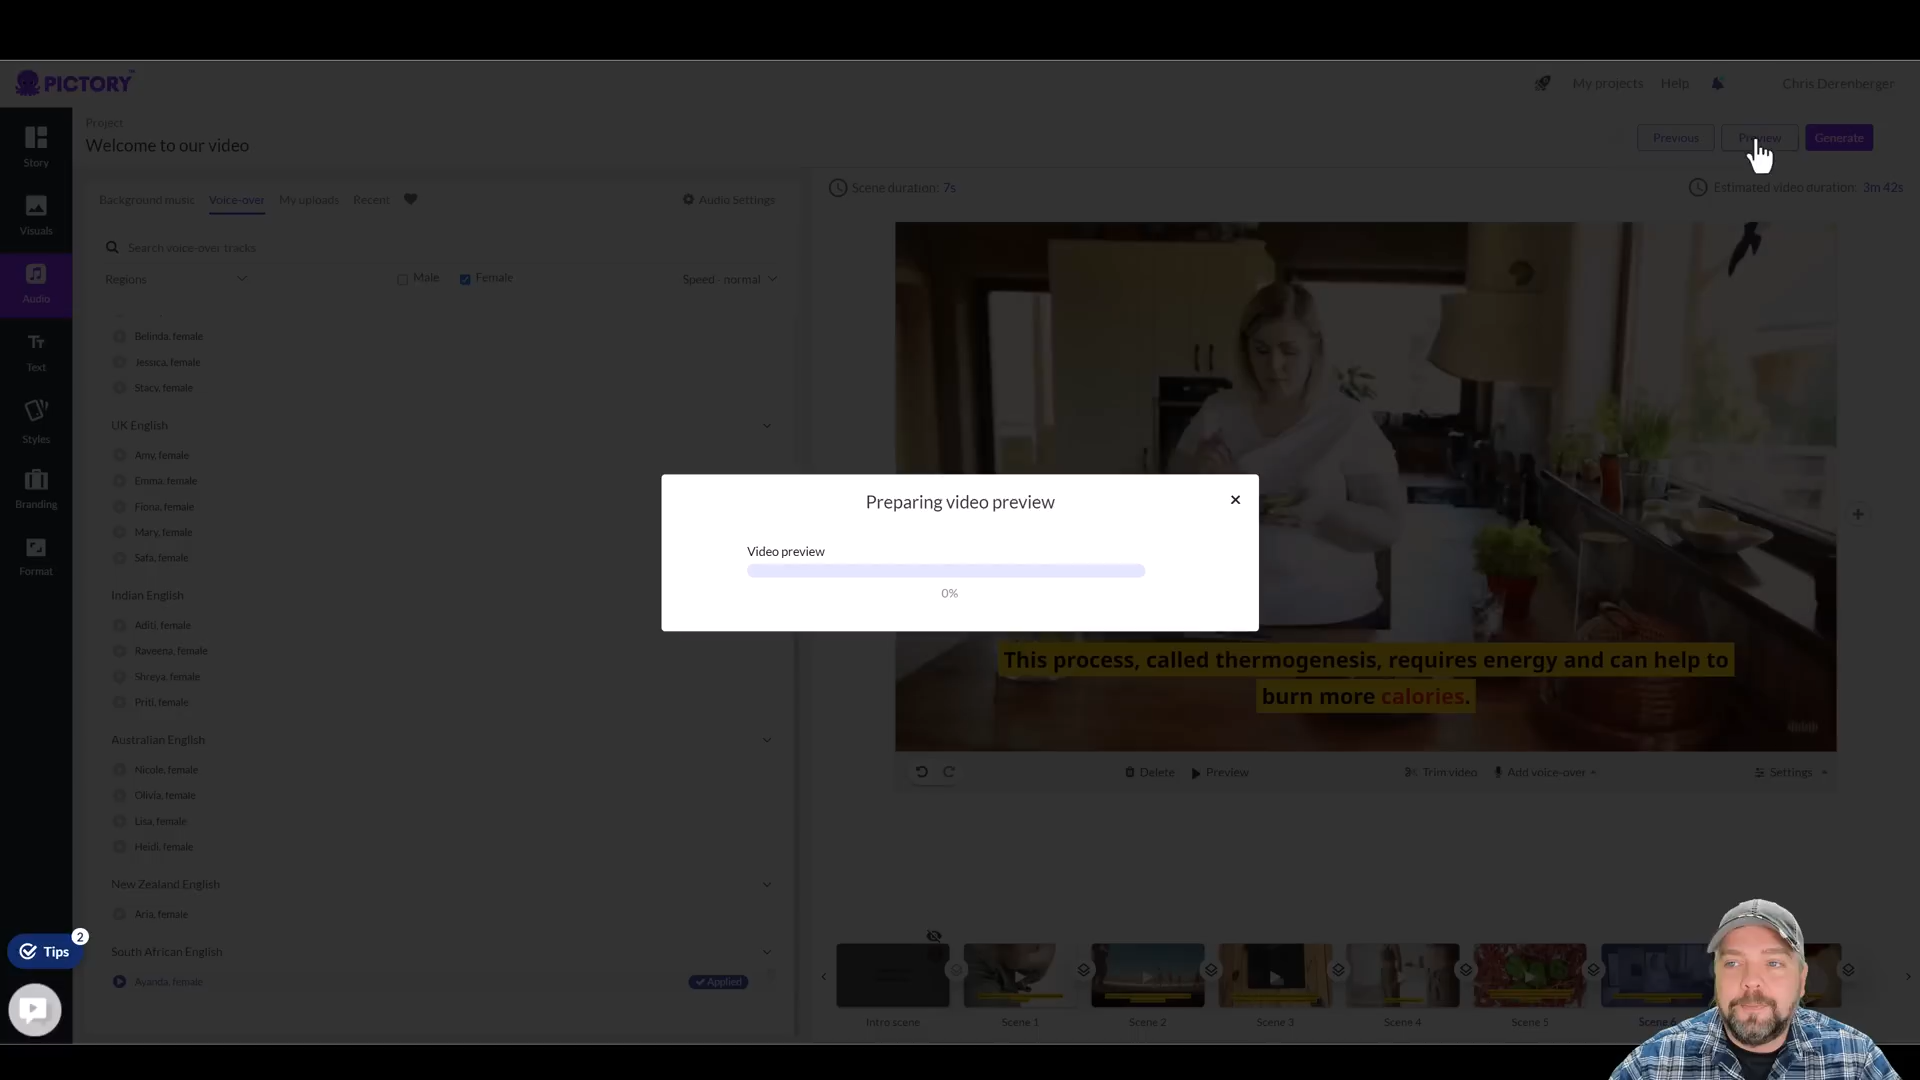 PICTORY
My projects
Help
Chris Derenberger
Project
Welcome to our video
Previous
Preview
Generate
Story
Visuals
Audio
Text
Styles
Branding
Format
Background music
Voice-over
My uploads
Recent
Audio Settings
Search voice-over tracks
Regions
Male
Female
Speed - normal
Belinda, female
Jessica, female
Stacy, female
UK English
Amy, female
Emma, female
Fiona, female
Mary, female
Safa, female
Indian English
Aditi, female
Raveena, female
Shreya, female
Priti, female
Australian English
Nicole, female
Olivia, female
Lisa, female
Heidi, female
New Zealand English
Aria, female
South African English
Ayanda, female
Applied
Tips
2
Scene duration: 7s
Estimated video duration: 3m 42s
Preparing video preview
Video preview
0%
This process, called thermogenesis, requires energy and can help to
burn more calories.
Delete
Preview
Trim video
Add voice-over
Settings
Intro scene
Scene 1
Scene 2
Scene 3
Scene 4
Scene 5
Scene 6